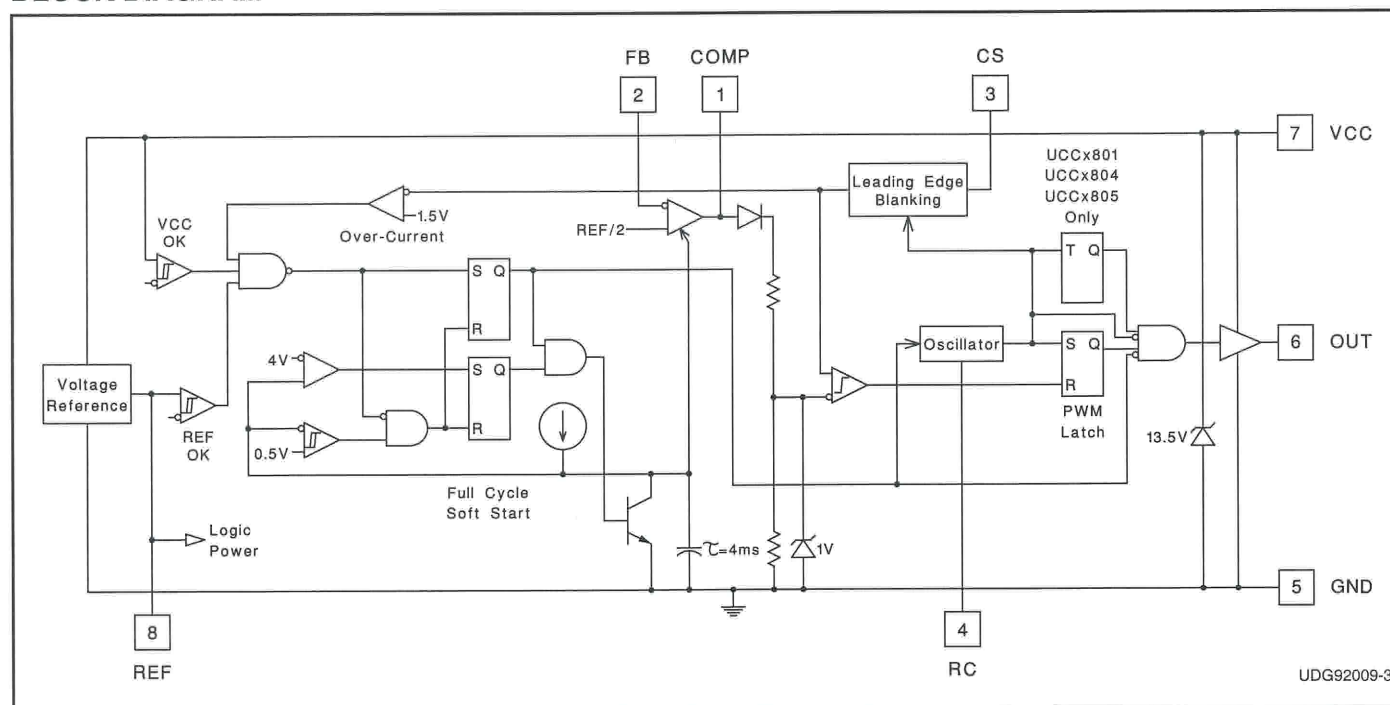 FB COMP CS
2 1 3
7 VCC
UCCx801
UCCx804
UCCx805
Only
Leading Edge
Blanking
1.5V
Over-Current
VCC
OK
REF/2
S Q
T Q
R
4V
S Q
Oscillator
S Q
6 OUT
Voltage
Reference
R
R
PWM
Latch
REF
OK
0.5V
13.5V
Full Cycle
Soft Start
Logic
Power
τ=4ms
1V
5 GND
8
REF
4
RC
UDG92009-3